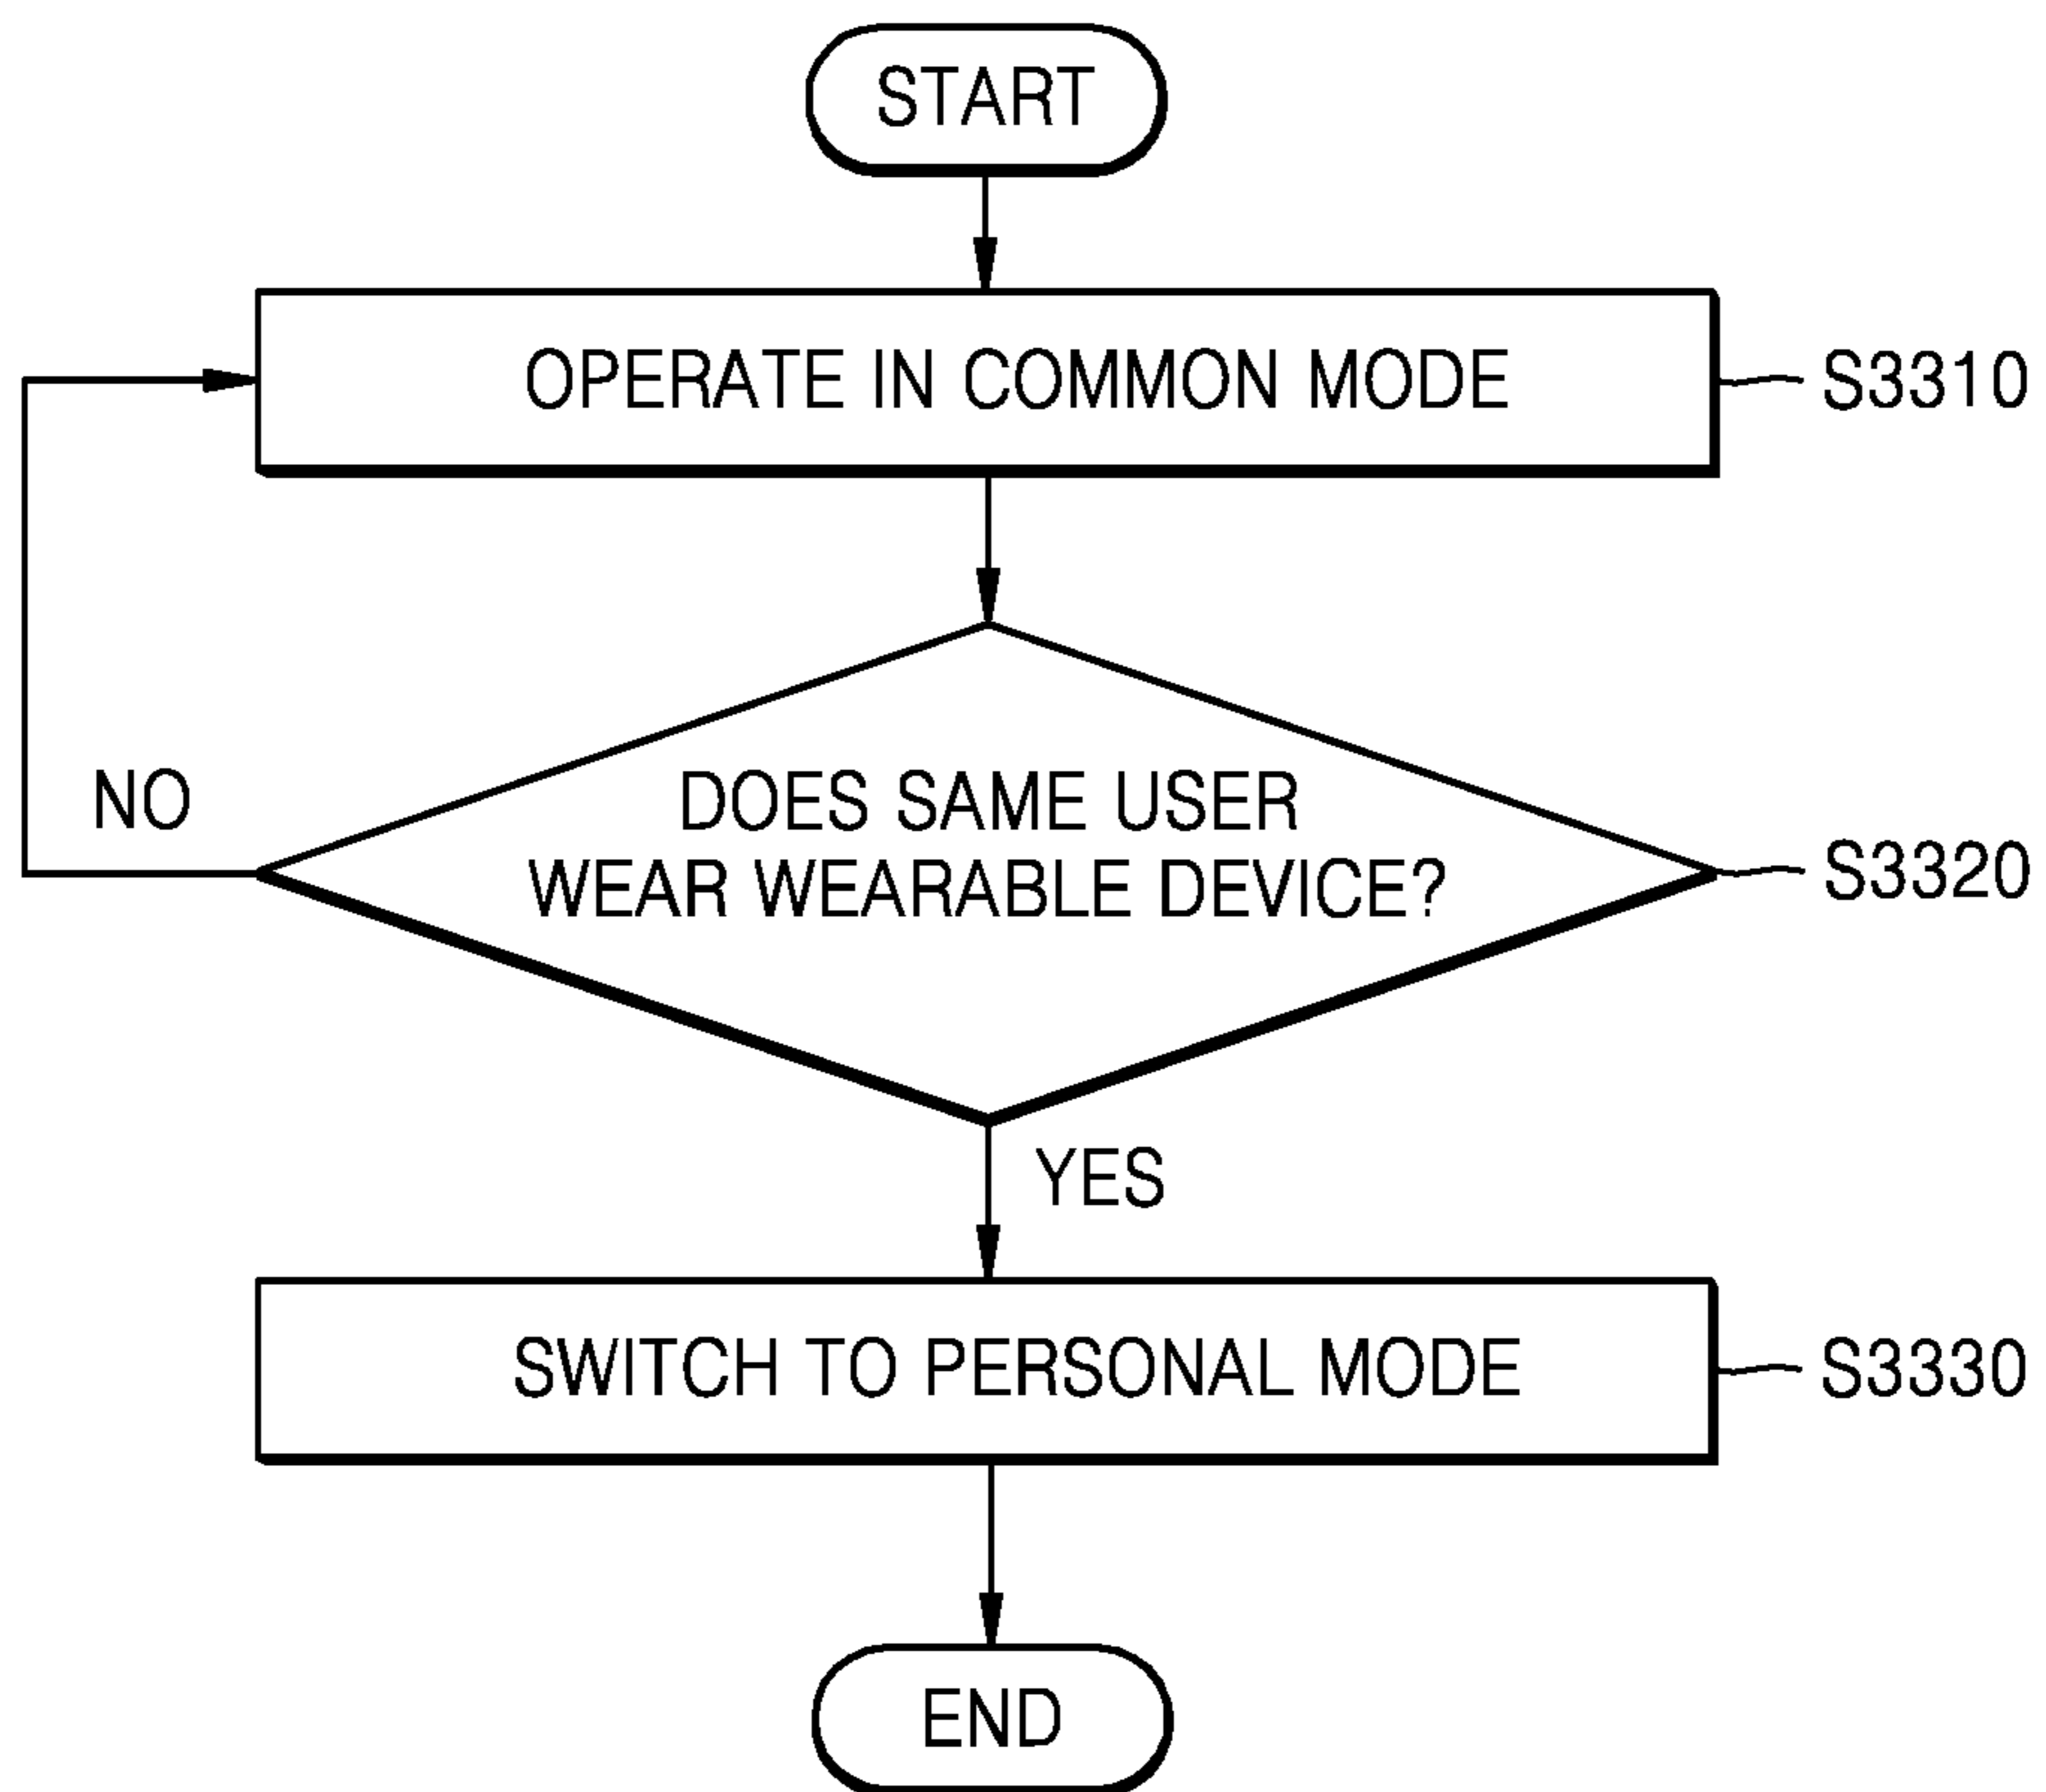 START
OPERATE IN COMMON MODE
S3310
NO
DOES SAME USER
WEAR WEARABLE DEVICE?
S3320
YES
SWITCH TO PERSONAL MODE
S3330
END